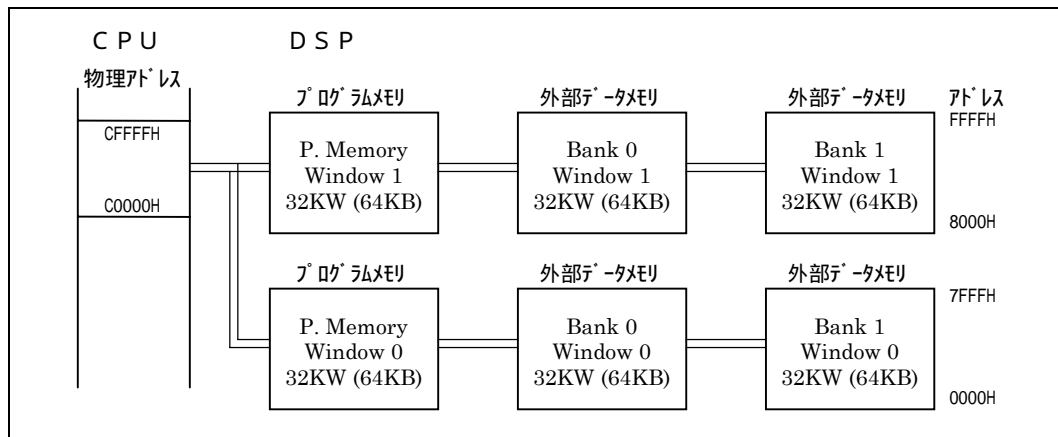 ＣＰＵ
ＤＳＰ
物理ｱﾄﾞﾚｽ
CFFFFH
C0000H
ﾌﾟﾛｸﾞﾗﾑﾒﾓﾘ
外部ﾃﾞｰﾀﾒﾓﾘ
外部ﾃﾞｰﾀﾒﾓﾘ
ｱﾄﾞﾚｽ
FFFFH
P. Memory
Window 1
32KW (64KB)
Bank 0
Window 1
32KW (64KB)
Bank 1
Window 1
32KW (64KB)
8000H
ﾌﾟﾛｸﾞﾗﾑﾒﾓﾘ
外部ﾃﾞｰﾀﾒﾓﾘ
外部ﾃﾞｰﾀﾒﾓﾘ
7FFFH
P. Memory
Window 0
32KW (64KB)
Bank 0
Window 0
32KW (64KB)
Bank 1
Window 0
32KW (64KB)
0000H